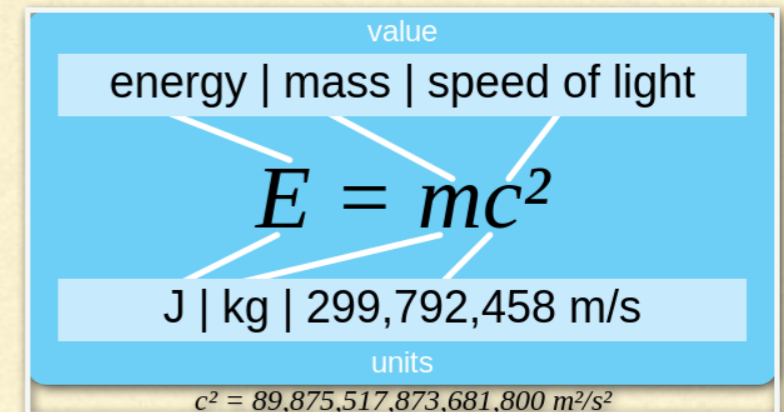 value
energy | mass | speed of light
E = mc²
J | kg | 299,792,458 m/s
units
c² = 89,875,517,873,681,800 m²/s²